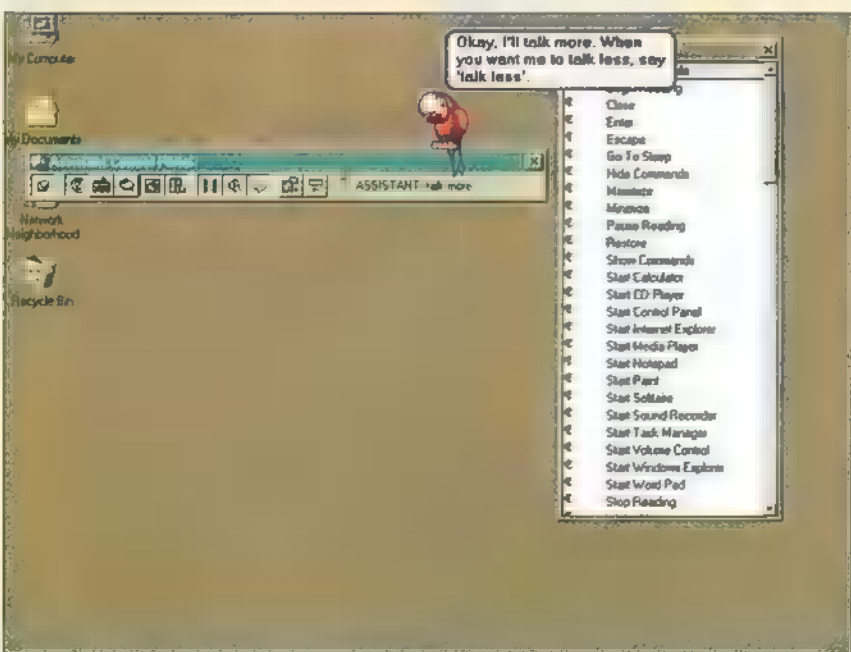 My Computer
My Documents
Network
Neighborhood
Recycle Bin
Okay, I'll talk more. When
you want me to talk less, say
'talk less'.
ASSISTANT talk more
Close
Enter
Escape
Go To Sleep
Hide Commands
Maximize
Minimize
Pause Reading
Restore
Show Commands
Start Calculator
Start CD Player
Start Control Panel
Start Internet Explorer
Start Media Player
Start Notepad
Start Paint
Start Solitaire
Start Sound Recorder
Start Task Manager
Start Volume Control
Start Windows Explorer
Start Word Pad
Stop Reading